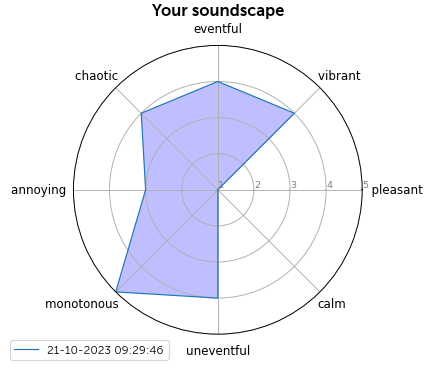 Your soundscape
eventful
chaotic
vibrant
annoying
1 2 3 4 5
pleasant
monotonous
calm
uneventful
21-10-2023 09:29:46